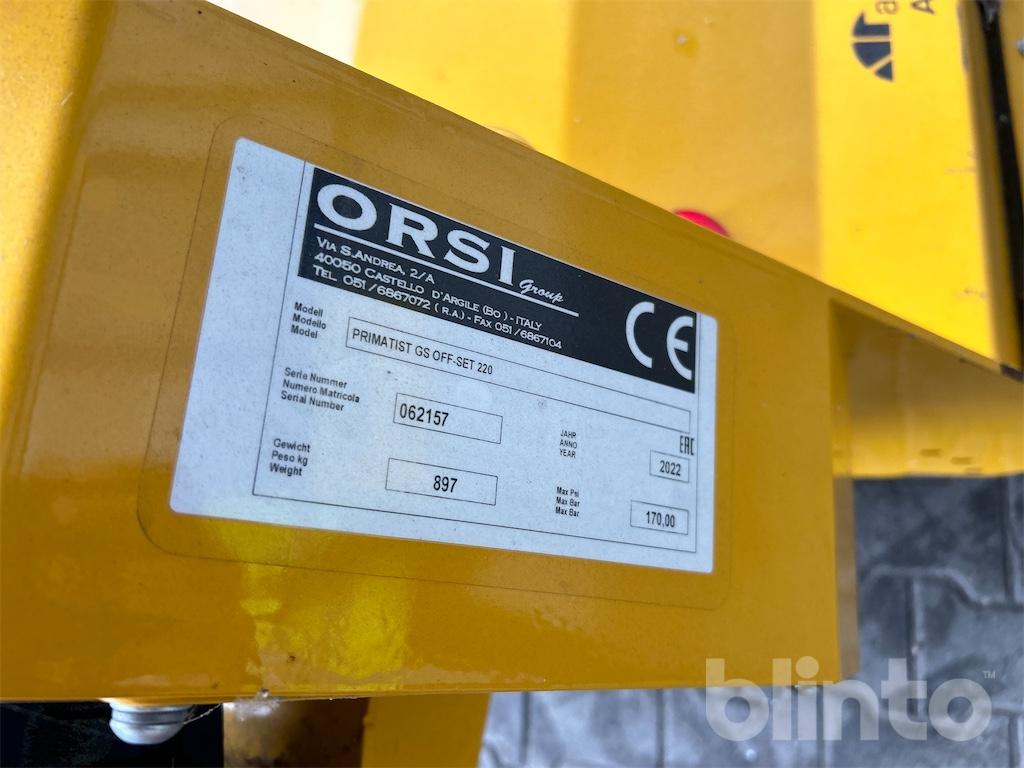 ORSI Group
VIA S.ANDREA, 2/A
40050 CASTELLO D'ARGILE (BO) - ITALY
TEL. 051/6867072 ( R.A.) - FAX 051/6867104
CE
Modell
Modello
Model
PRIMATIST GS OFF-SET 220
Serie Nummer
Numero Matricola
Serial Number
062157
JAHR
ANNO
YEAR
EAC
2022
Gewicht
Peso kg
Weight
897
Max Psi
Max Bar
Max Bar
170,00
blinto™